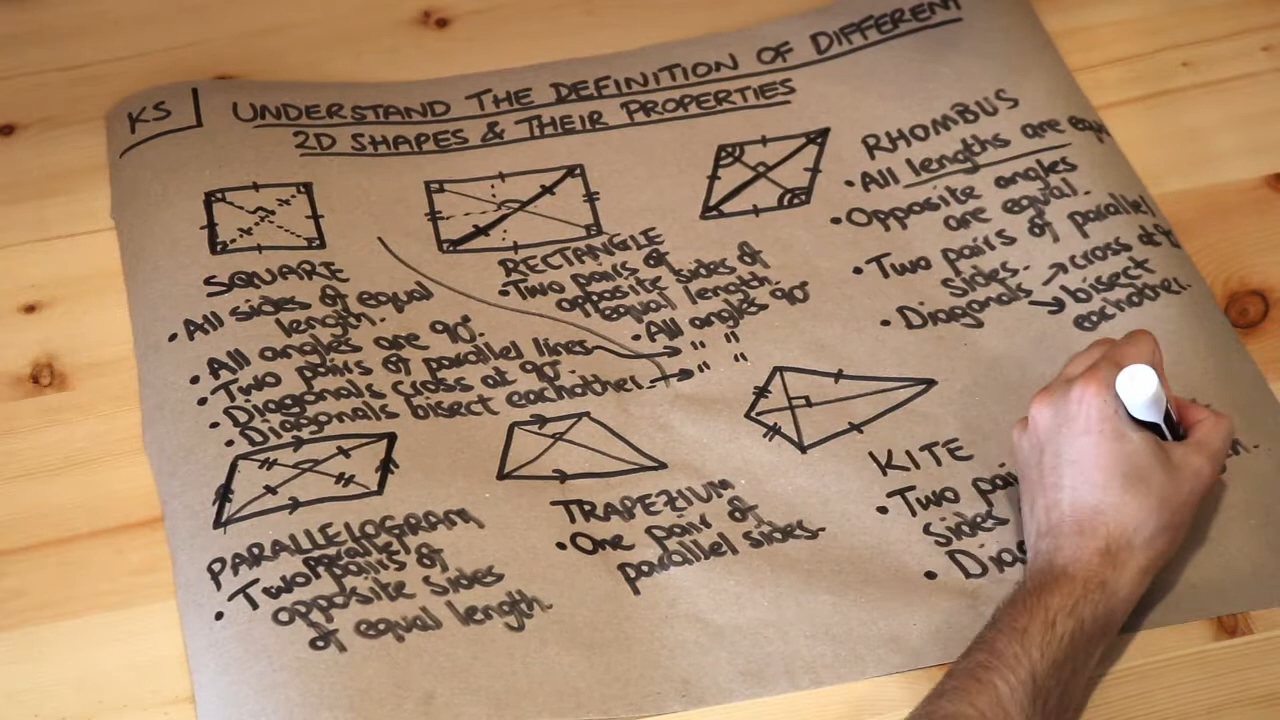 KS
UNDERSTAND THE DEFINITION OF DIFFERENT
2D SHAPES & THEIR PROPERTIES
SQUARE
• All sides of equal
length.
• All angles are 90°.
• Two pairs of parallel lines
• Diagonals cross at 90°
• Diagonals bisect eachother.
RECTANGLE
• Two pairs of
opposite sides of
equal length.
• All angles 90°
" "
" "
RHOMBUS
• All lengths are equ
• Opposite angles
are equal.
• Two pairs of parallel
sides.
• Diagonals → cross at 9
→ bisect
eachother.
PARALLELOGRAM
• Two pairs of
parallel
opposite sides
of equal length.
TRAPEZIUM
• One pair of
parallel sides.
KITE
• Two pai
sides
• Diag